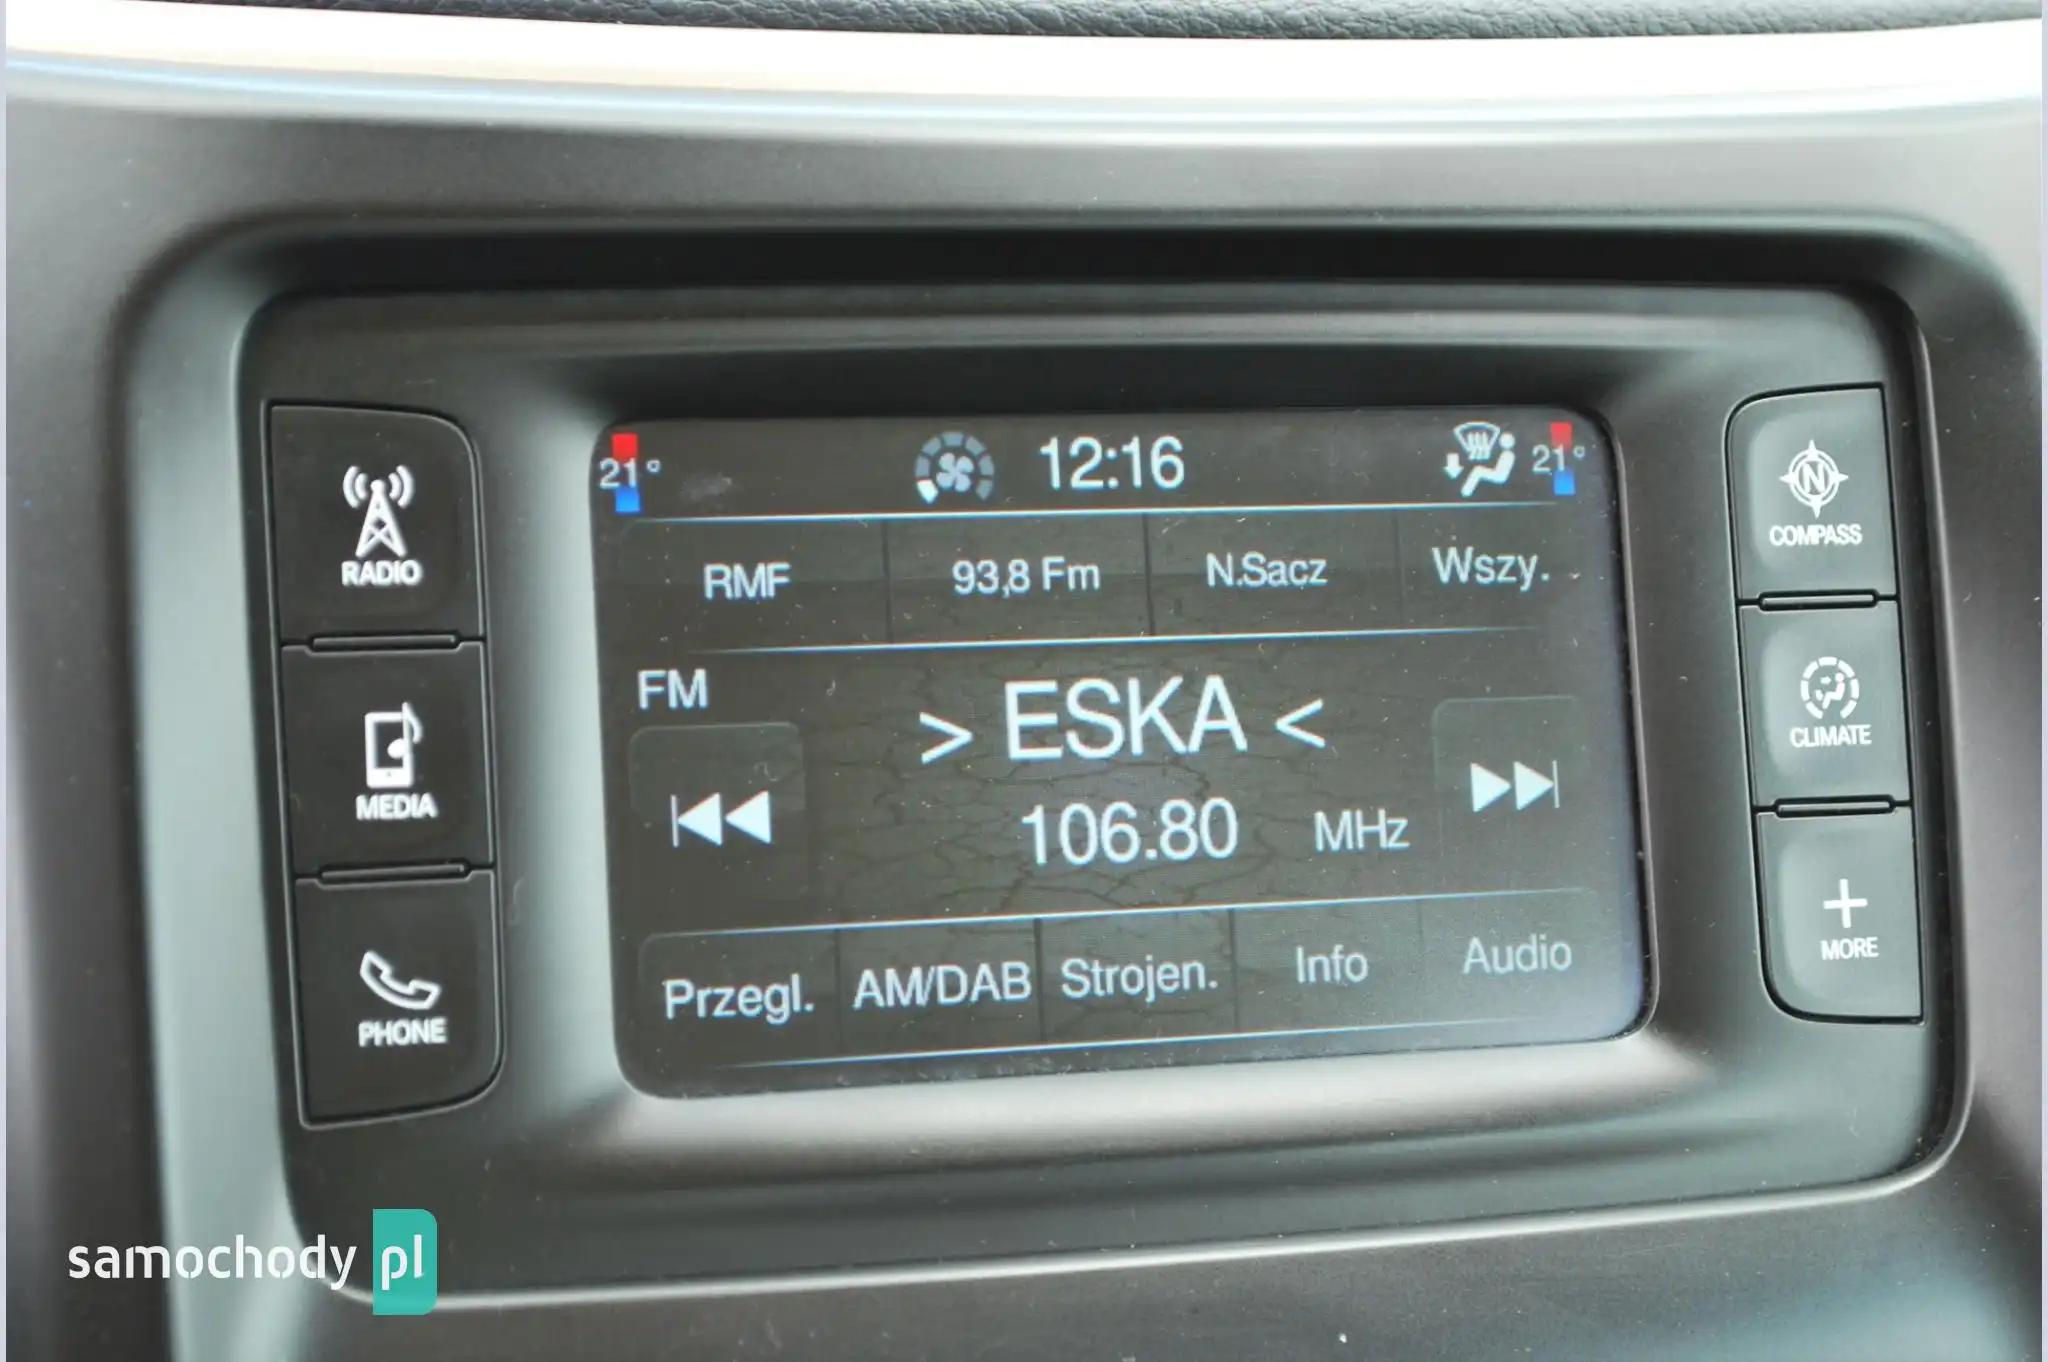 21° 12:16 21°
RMF 93,8 Fm N.Sacz Wszy.
FM
> ESKA <
106.80 MHz
Przegl. AM/DAB Strojen. Info Audio
RADIO
MEDIA
PHONE
N
COMPASS
CLIMATE
MORE
samochody pl